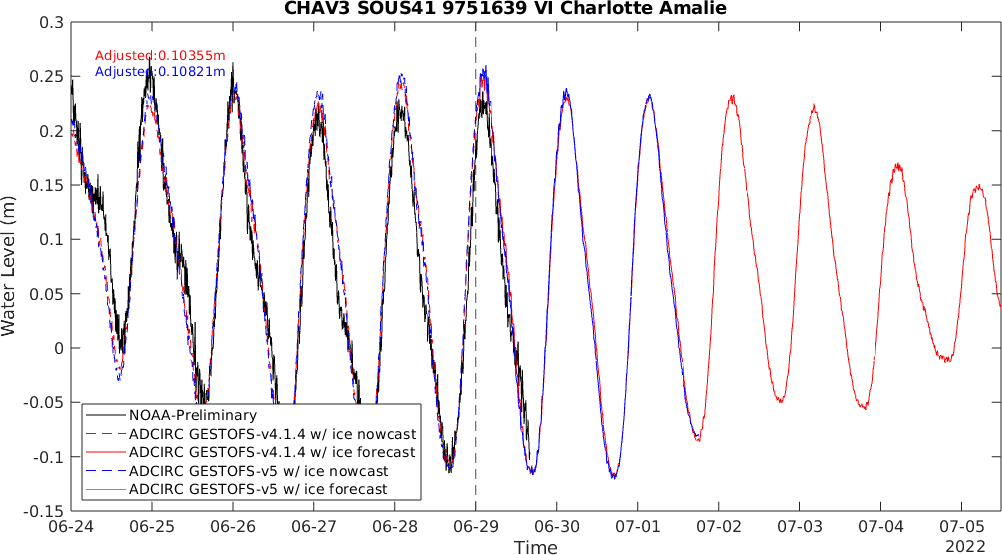 CHAV3 SOUS41 9751639 VI Charlotte Amalie
Adjusted:0.10355m
Adjusted:0.10821m
Water Level (m)
0.3
0.25
0.2
0.15
0.1
0.05
0
-0.05
-0.1
-0.15
NOAA-Preliminary
ADCIRC GESTOFS-v4.1.4 w/ ice nowcast
ADCIRC GESTOFS-v4.1.4 w/ ice forecast
ADCIRC GESTOFS-v5 w/ ice nowcast
ADCIRC GESTOFS-v5 w/ ice forecast
06-24 06-25 06-26 06-27 06-28 06-29 06-30 07-01 07-02 07-03 07-04 07-05
Time
2022